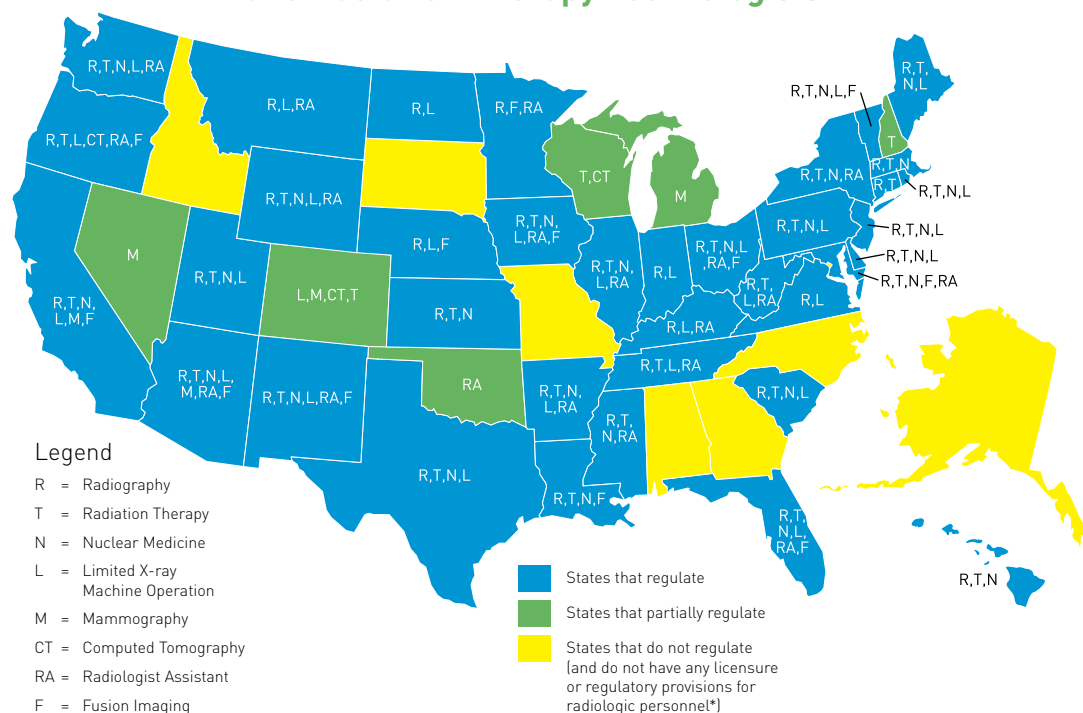 R,T,N,L,RA
R,L,RA
R,L
R,F,RA
R,T,
N,L
R,T,N,L,F
R,T,L,CT,RA,F
T
T,CT
R,T,N
R,T,N,RA
R,T
R,T,N,L
M
R,T,N,L,RA
R,T,N,
L,RA,F
R,T,N,L
R,T,N,L
R,L,F
R,T,N,L
,RA,F
M
R,T,N,L
R,T,N,
L,RA
R,L
R,T,N,L
R,T,N,F,RA
R,T,
L,RA
L,M,CT,T
R,L
R,T,N,
L,M,F
R,T,N
R,L,RA
R,T,L,RA
R,T,N,L,
M,RA,F
RA
R,T,N,L,RA,F
R,T,N,
L,RA
R,T,N,L
R,T,
N,RA
R,T,N,L
R,T,N,F
R,T,
N,L,
RA,F
R,T,N
Legend
R = Radiography
T = Radiation Therapy
N = Nuclear Medicine
L = Limited X-ray
Machine Operation
M = Mammography
CT = Computed Tomography
RA = Radiologist Assistant
F = Fusion Imaging
States that regulate
States that partially regulate
States that do not regulate
(and do not have any licensure
or regulatory provisions for
radiologic personnel*)